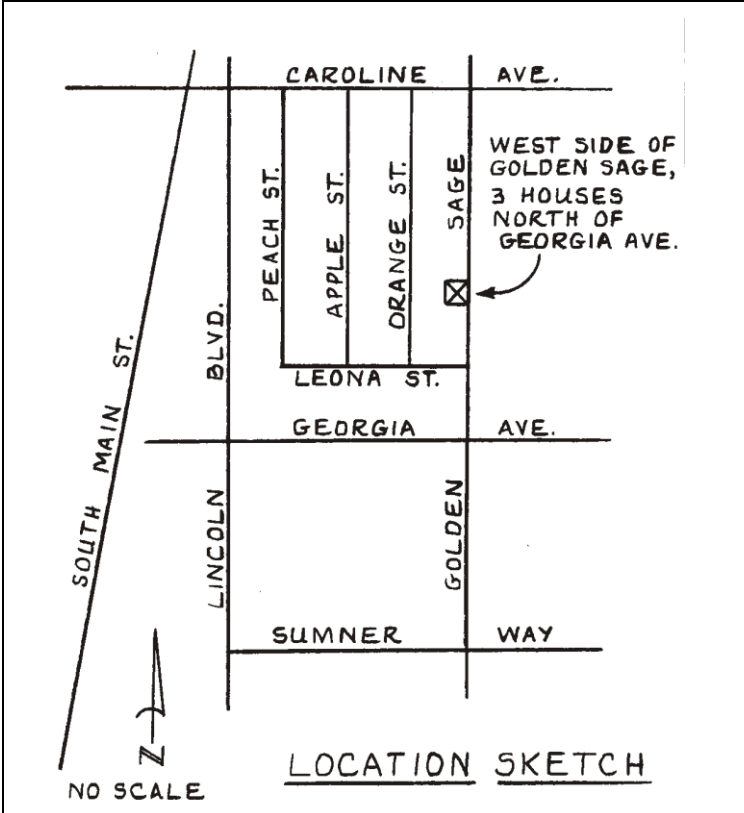 CAROLINE AVE.
WEST SIDE OF
GOLDEN SAGE,
3 HOUSES
NORTH OF
GEORGIA AVE.
PEACH ST.
APPLE ST.
ORANGE ST.
GOLDEN SAGE
LEONA ST.
SOUTH MAIN ST.
LINCOLN BLVD.
GEORGIA AVE.
SUMNER WAY
N
LOCATION SKETCH
NO SCALE